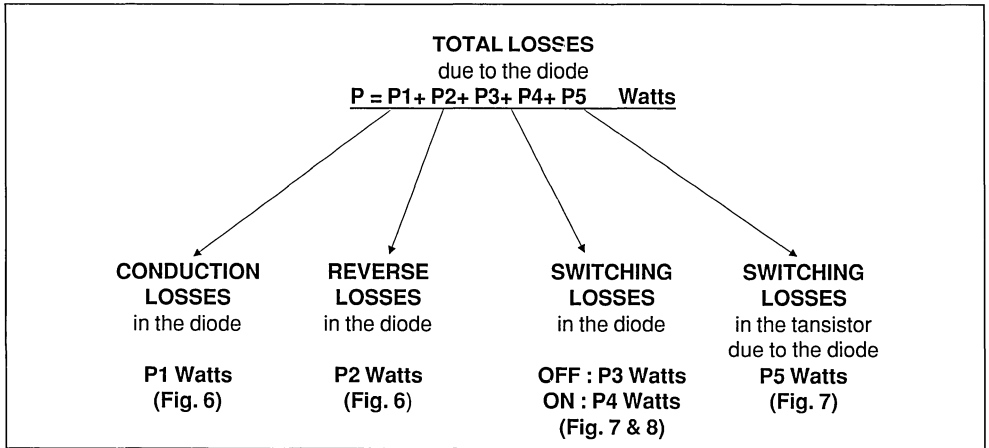 TOTAL LOSSES
due to the diode
P = P1+ P2+ P3+ P4+ P5 Watts
CONDUCTION
LOSSES
in the diode
P1 Watts
(Fig. 6)
REVERSE
LOSSES
in the diode
P2 Watts
(Fig. 6)
SWITCHING
LOSSES
in the diode
OFF : P3 Watts
ON : P4 Watts
(Fig. 7 & 8)
SWITCHING
LOSSES
in the tansistor
due to the diode
P5 Watts
(Fig. 7)